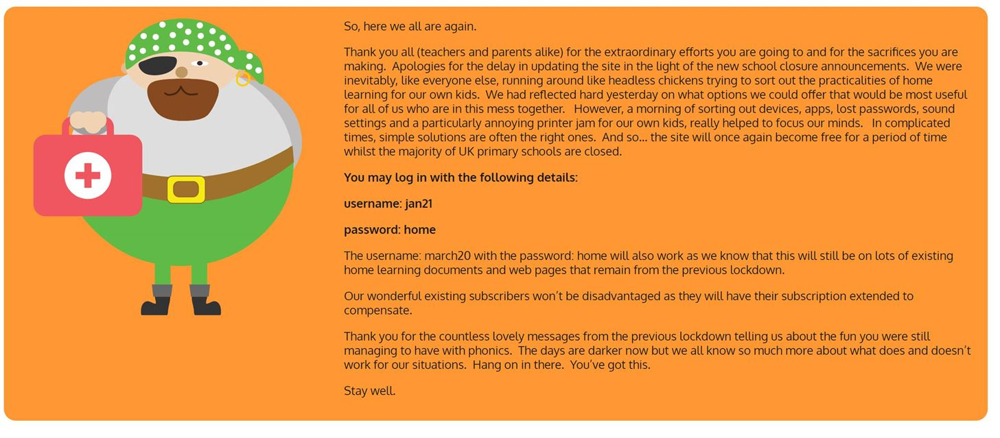 So, here we all are again.
Thank you all (teachers and parents alike) for the extraordinary efforts you are going to and for the sacrifices you are
making.  Apologies for the delay in updating the site in the light of the new school closure announcements.  We were
inevitably, like everyone else, running around like headless chickens trying to sort out the practicalities of home
learning for our own kids.  We had reflected hard yesterday on what options we could offer that would be most useful
for all of us who are in this mess together.   However, a morning of sorting out devices, apps, lost passwords, sound
settings and a particularly annoying printer jam for our own kids, really helped to focus our minds.   In complicated
times, simple solutions are often the right ones.  And so... the site will once again become free for a period of time
whilst the majority of UK primary schools are closed.
You may log in with the following details:
username: jan21
password: home
The username: march20 with the password: home will also work as we know that this will still be on lots of existing
home learning documents and web pages that remain from the previous lockdown.
Our wonderful existing subscribers won't be disadvantaged as they will have their subscription extended to
compensate.
Thank you for the countless lovely messages from the previous lockdown telling us about the fun you were still
managing to have with phonics.  The days are darker now but we all know so much more about what does and doesn't
work for our situations.  Hang on in there.  You've got this.
Stay well.